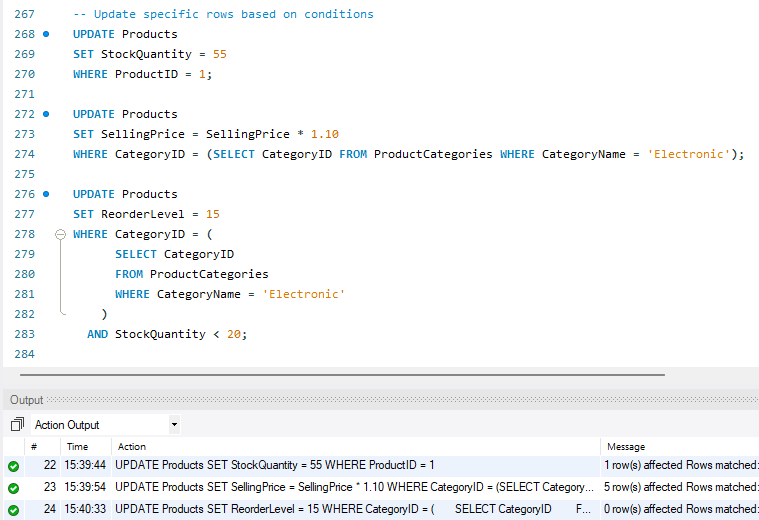 267 -- Update specific rows based on conditions
268 UPDATE Products
269 SET StockQuantity = 55
270 WHERE ProductID = 1;
271
272 UPDATE Products
273 SET SellingPrice = SellingPrice * 1.10
274 WHERE CategoryID = (SELECT CategoryID FROM ProductCategories WHERE CategoryName = 'Electronic');
275
276 UPDATE Products
277 SET ReorderLevel = 15
278 WHERE CategoryID = (
279 SELECT CategoryID
280 FROM ProductCategories
281 WHERE CategoryName = 'Electronic'
282 )
283 AND StockQuantity < 20;
284
Output
Action Output
# Time Action Message
22 15:39:44 UPDATE Products SET StockQuantity = 55 WHERE ProductID = 1 1 row(s) affected Rows matched:
23 15:39:54 UPDATE Products SET SellingPrice = SellingPrice * 1.10 WHERE CategoryID = (SELECT Category... 5 row(s) affected Rows matched:
24 15:40:33 UPDATE Products SET ReorderLevel = 15 WHERE CategoryID = ( SELECT CategoryID F... 0 row(s) affected Rows matched: